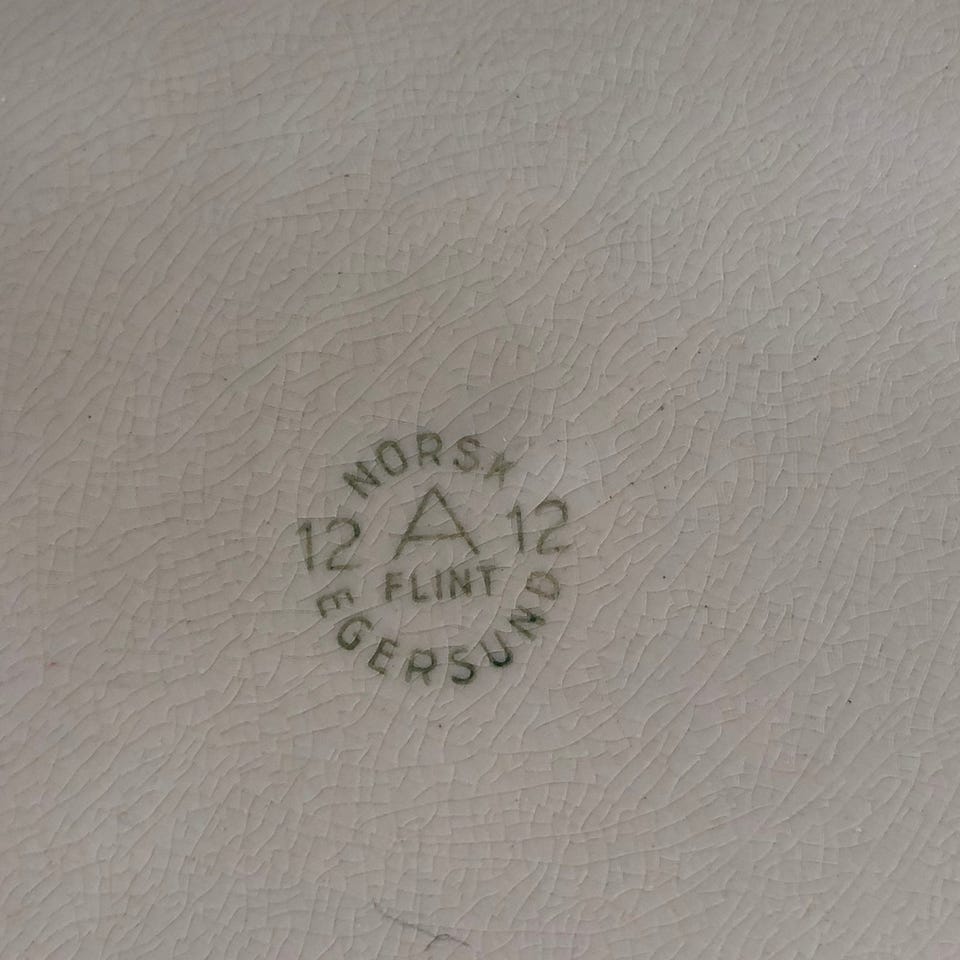 NORSK
12 A 12
FLINT
EGERSUND